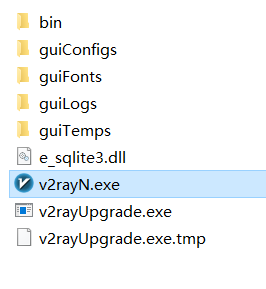 bin
guiConfigs
guiFonts
guiLogs
guiTemps
e_sqlite3.dll
v2rayN.exe
v2rayUpgrade.exe
v2rayUpgrade.exe.tmp